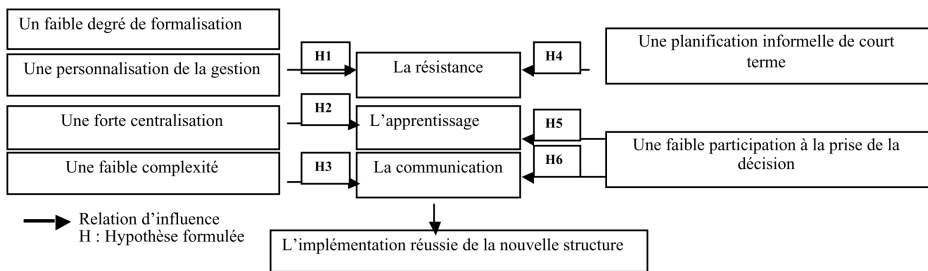 Un faible degré de formalisation
Une personnalisation de la gestion
Une forte centralisation
Une faible complexité
H1
H2
H3
La résistance
L'apprentissage
La communication
H4
H5
H6
Une planification informelle de court
terme
Une faible participation à la prise de la
décision
Relation d'influence
H : Hypothèse formulée
L'implémentation réussie de la nouvelle structure